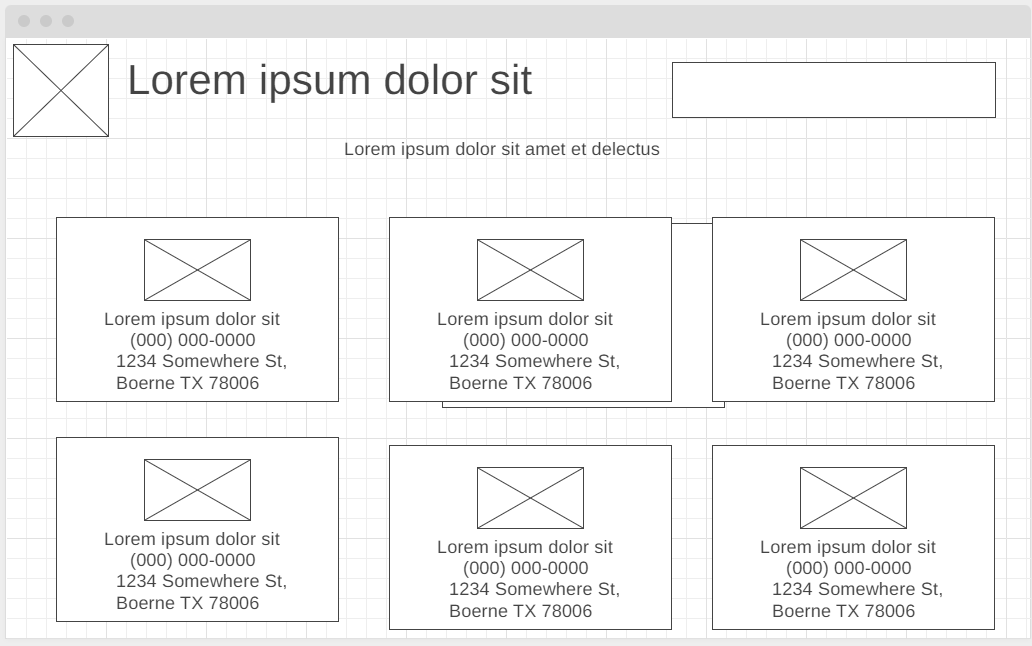 Lorem ipsum dolor sit
Lorem ipsum dolor sit amet et delectus
Lorem ipsum dolor sit
(000) 000-0000
1234 Somewhere St,
Boerne TX 78006
Lorem ipsum dolor sit
(000) 000-0000
1234 Somewhere St,
Boerne TX 78006
Lorem ipsum dolor sit
(000) 000-0000
1234 Somewhere St,
Boerne TX 78006
Lorem ipsum dolor sit
(000) 000-0000
1234 Somewhere St,
Boerne TX 78006
Lorem ipsum dolor sit
(000) 000-0000
1234 Somewhere St,
Boerne TX 78006
Lorem ipsum dolor sit
(000) 000-0000
1234 Somewhere St,
Boerne TX 78006